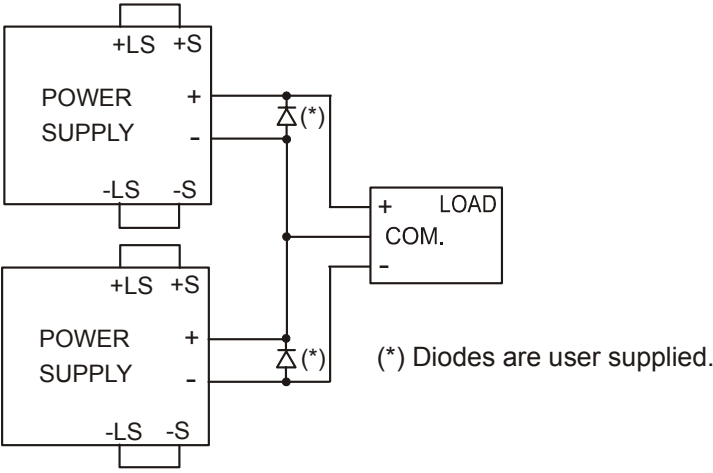 +LS +S
POWER +
SUPPLY -
(*)
-LS -S
+ LOAD
COM.
-
+LS +S
POWER +
SUPPLY -
(*)
-LS -S
(*) Diodes are user supplied.